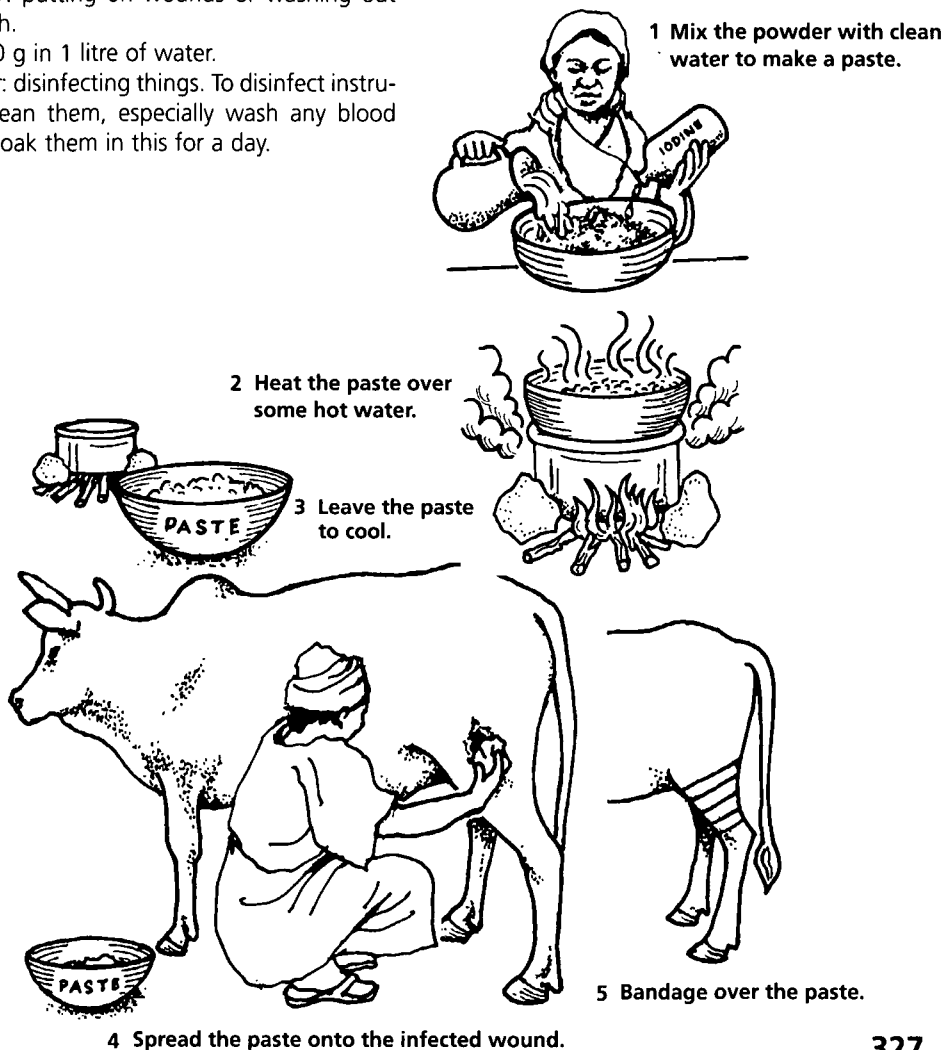 putting on wounds or washing out
h.
0 g in 1 litre of water.
r: disinfecting things. To disinfect instru-
ean them, especially wash any blood
oak them in this for a day.
1 Mix the powder with clean
water to make a paste.
IODINE
2 Heat the paste over
some hot water.
3 Leave the paste
to cool.
PASTE
PASTE
5 Bandage over the paste.
4 Spread the paste onto the infected wound.
327